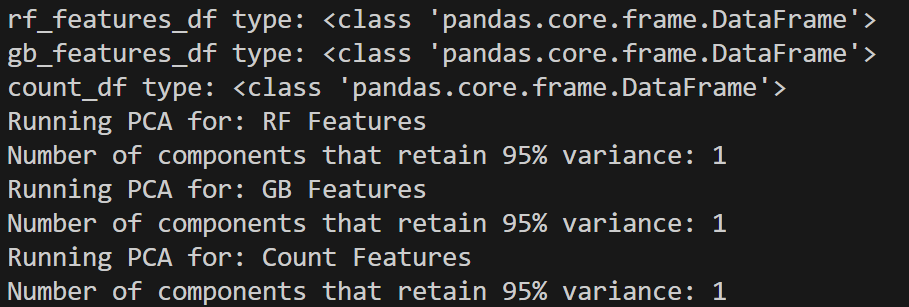 rf_features_df type: <class 'pandas.core.frame.DataFrame'>
gb_features_df type: <class 'pandas.core.frame.DataFrame'>
count_df type: <class 'pandas.core.frame.DataFrame'>
Running PCA for: RF Features
Number of components that retain 95% variance: 1
Running PCA for: GB Features
Number of components that retain 95% variance: 1
Running PCA for: Count Features
Number of components that retain 95% variance: 1